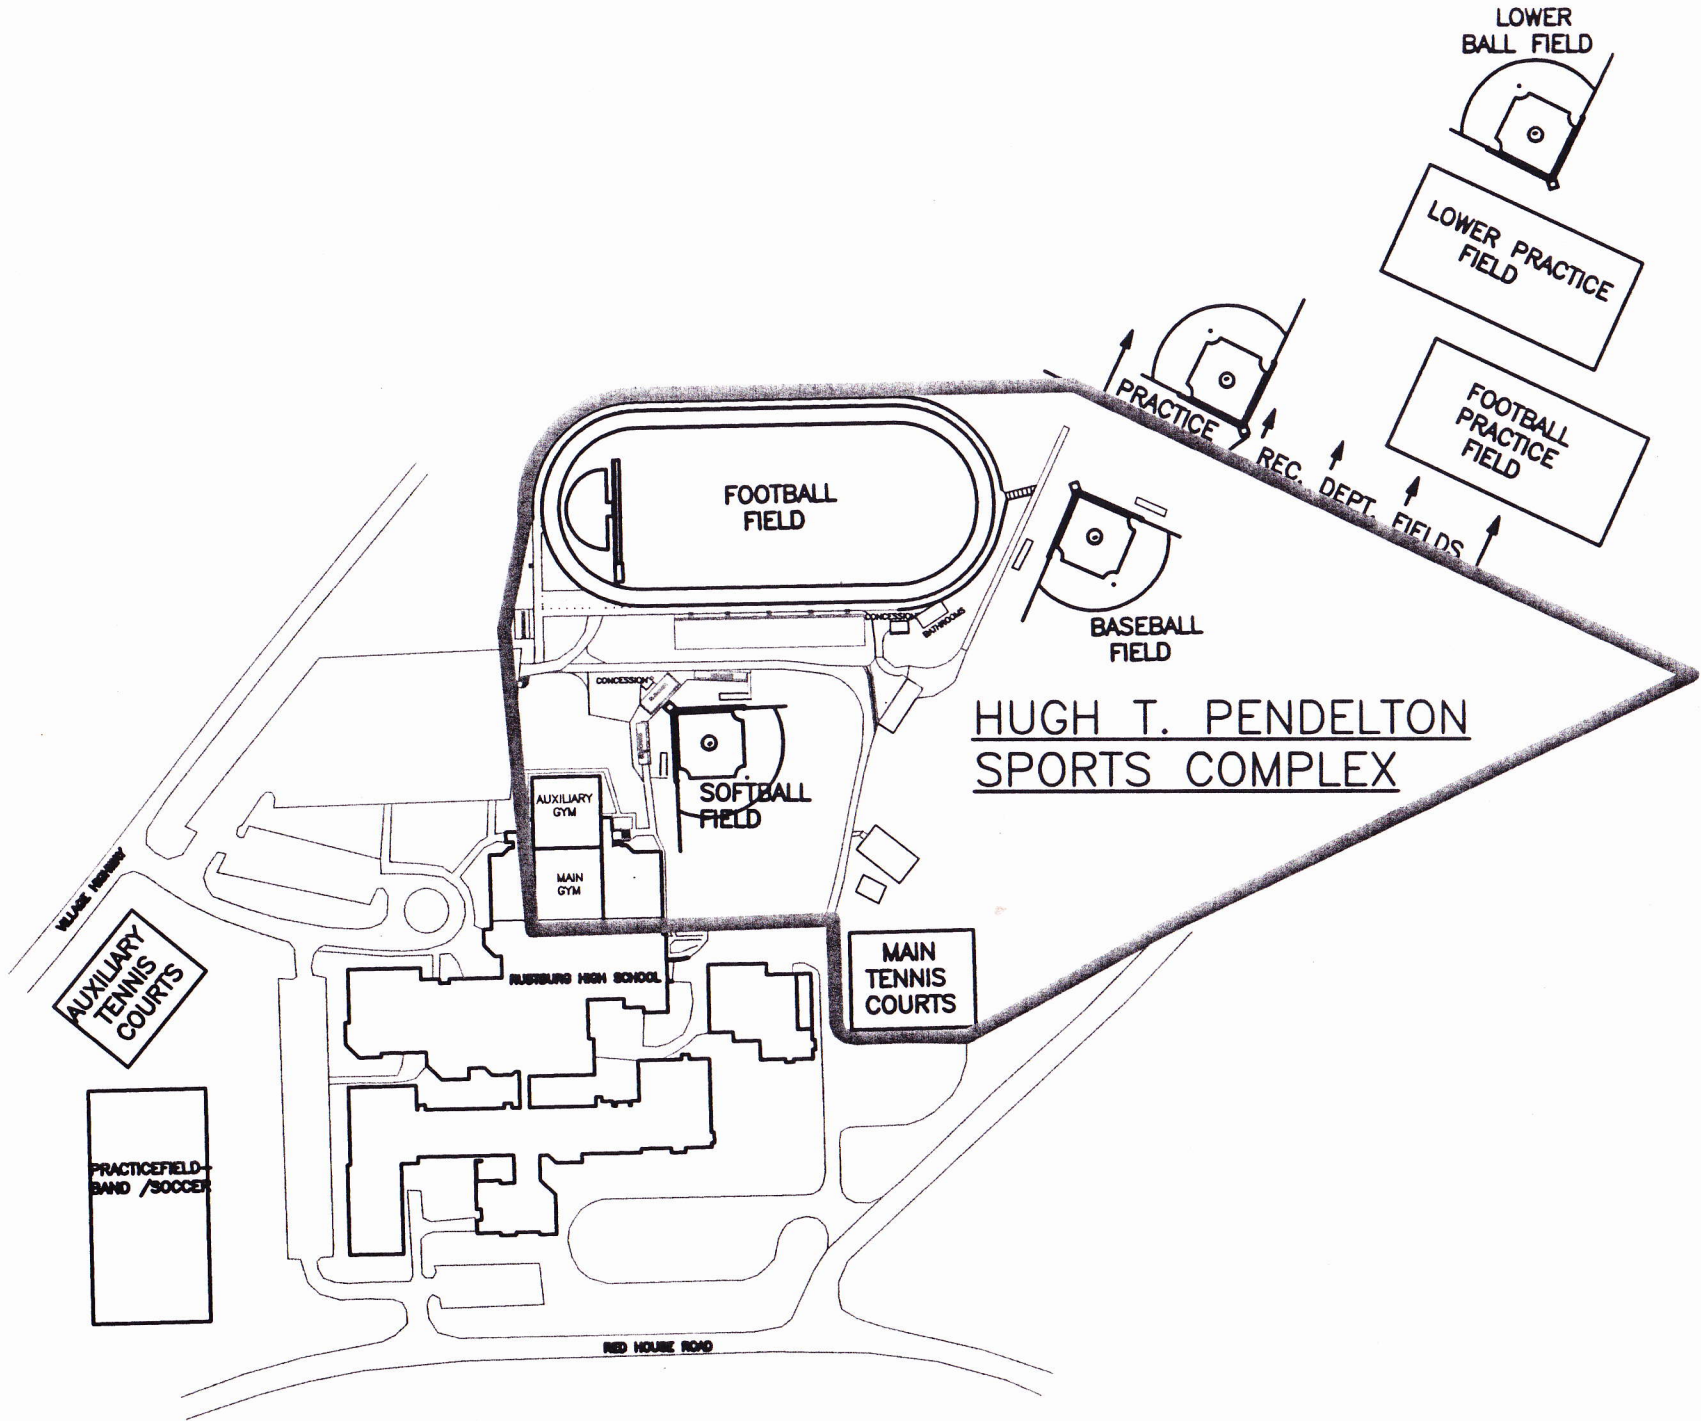 LOWER
BALL FIELD
LOWER PRACTICE
FIELD
FOOTBALL
PRACTICE
FIELD
PRACTICE
REC. DEPT. FIELDS
FOOTBALL
FIELD
CONCESSION
BATHROOMS
BASEBALL
FIELD
HUGH T. PENDELTON
SPORTS COMPLEX
CONCESSION
SOFTBALL
FIELD
AUXILIARY
GYM
MAIN
GYM
VILLAGE HIGHWAY
AUXILIARY
TENNIS
COURTS
RUSTBURG HIGH SCHOOL
MAIN
TENNIS
COURTS
PRACTICEFIELD-
BAND /SOCCER
RED HOUSE ROAD